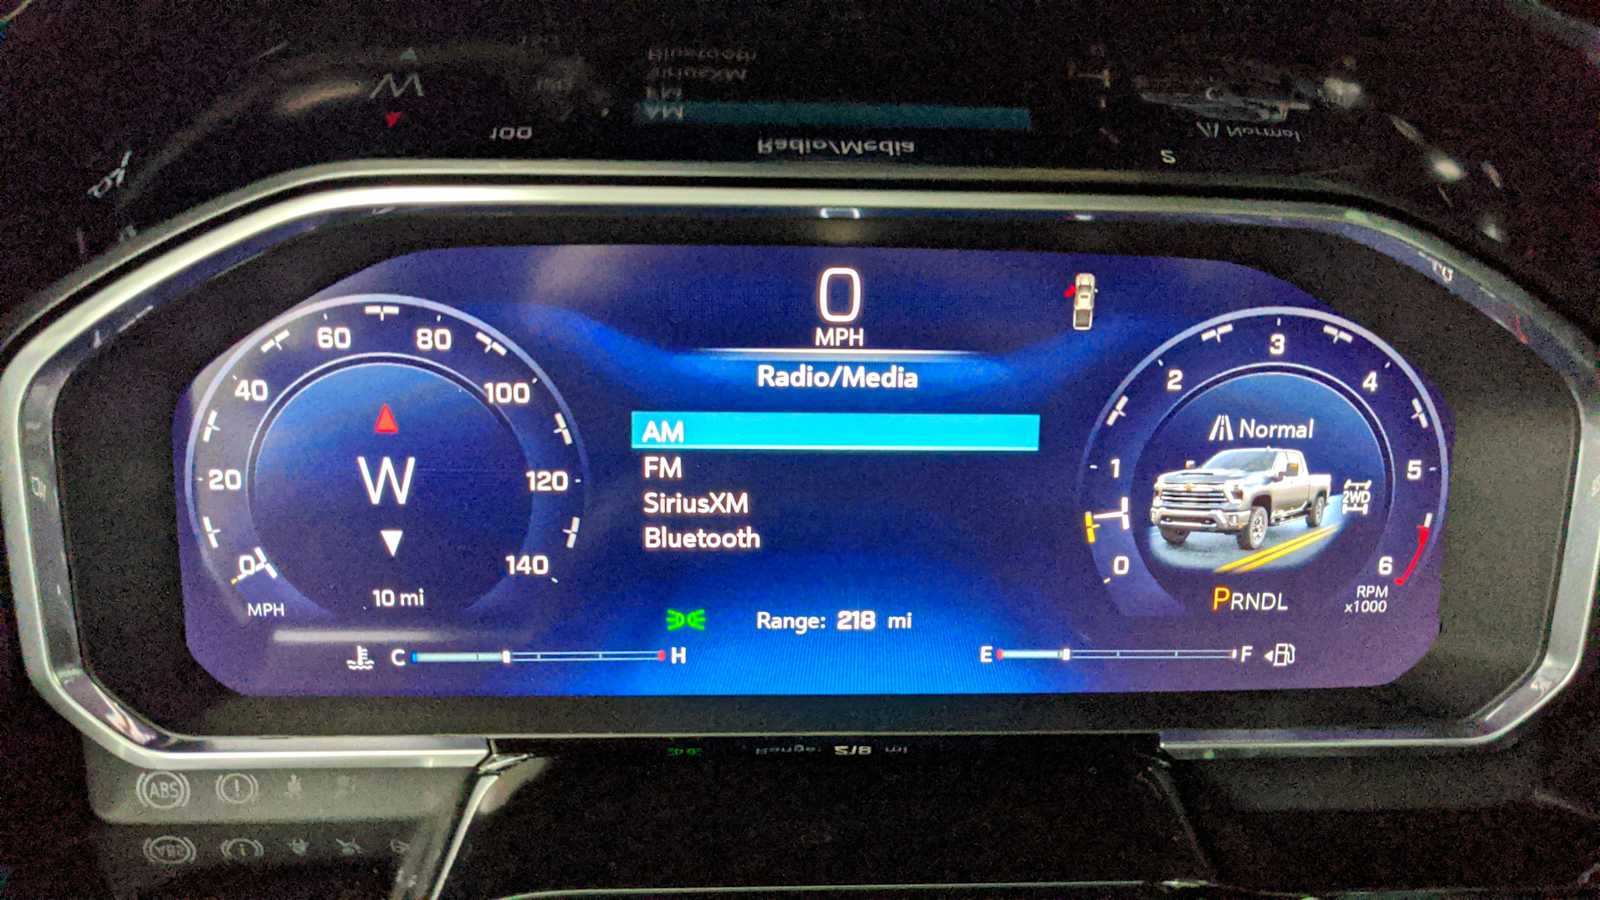 0
MPH
Radio/Media
AM
FM
SiriusXM
Bluetooth
Range: 218 mi
0
20
40
60
80
100
120
140
MPH
W
10 mi
C
H
0
1
2
3
4
5
6
RPM
x1000
Normal
2WD
PRNDL
E
F
ABS